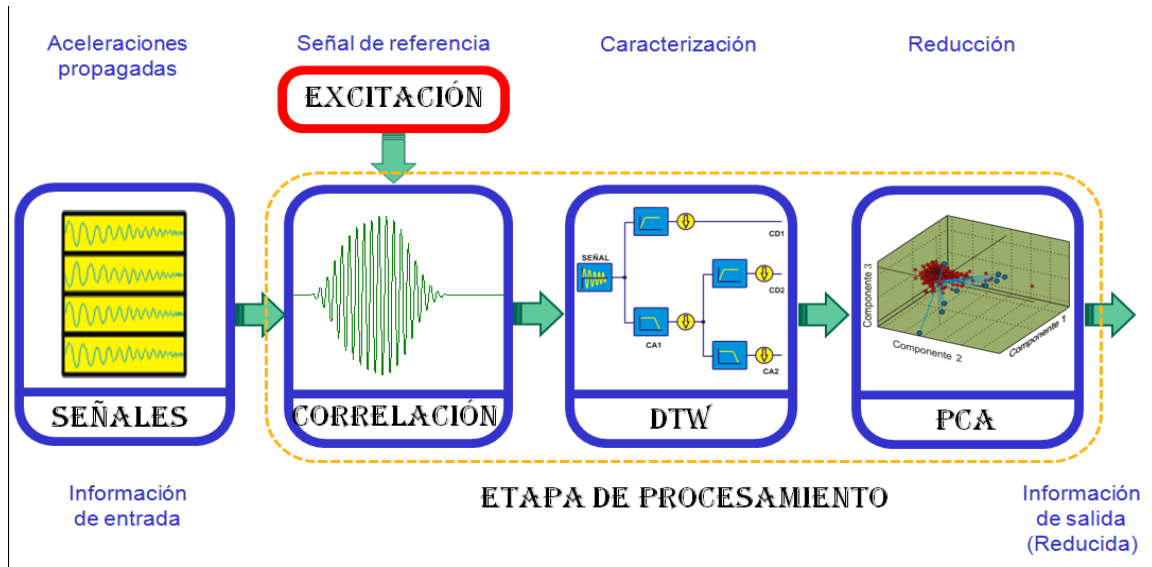 Aceleraciones
propagadas
Señal de referencia
Caracterización
Reducción
EXCITACIÓN
SEÑAL
CD1
CD2
CA1
CA2
Componente 3
Componente 2
Componente 1
SEÑALES
CORRELACIÓN
DTW
PCA
Información
de entrada
ETAPA DE PROCESAMIENTO
Información
de salida
(Reducida)